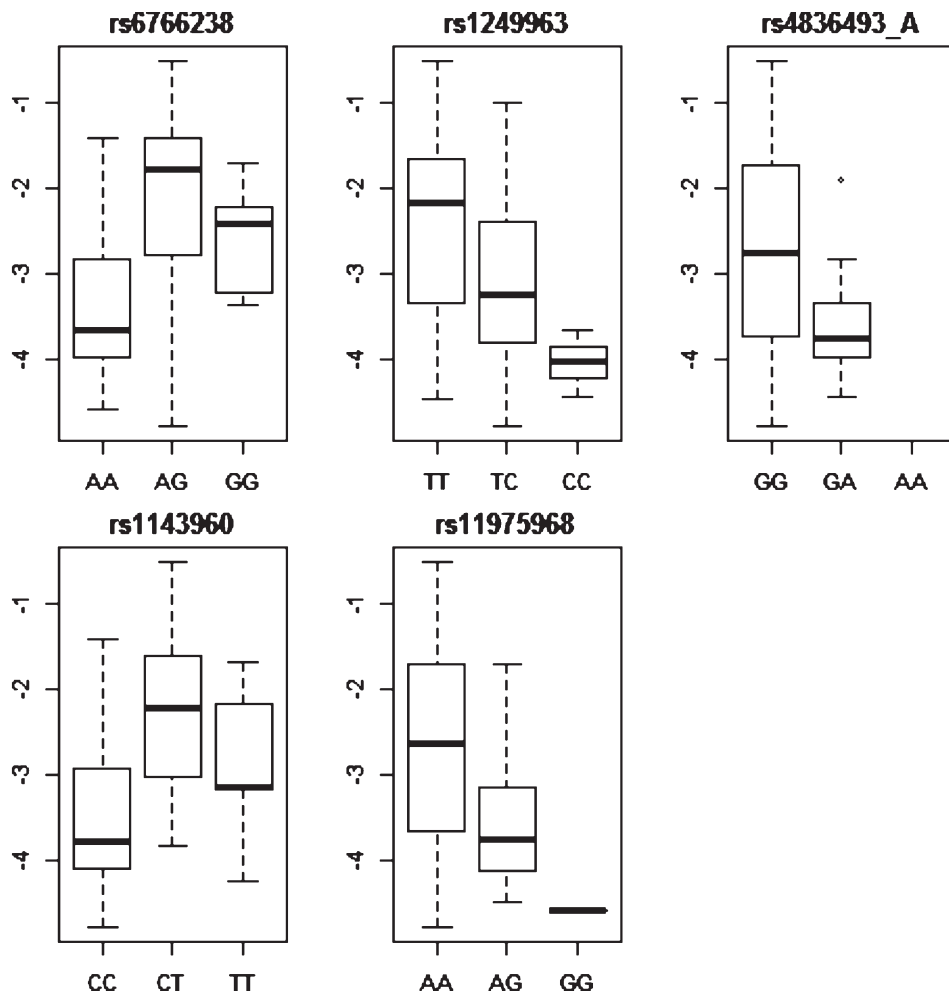 rs6766238
-1
-2
-3
-4
AA AG GG
rs1249963
-1
-2
-3
-4
TT TC CC
rs4836493_A
-1
-2
-3
-4
GG GA AA
rs1143960
-1
-2
-3
-4
CC CT TT
rs11975968
-1
-2
-3
-4
AA AG GG